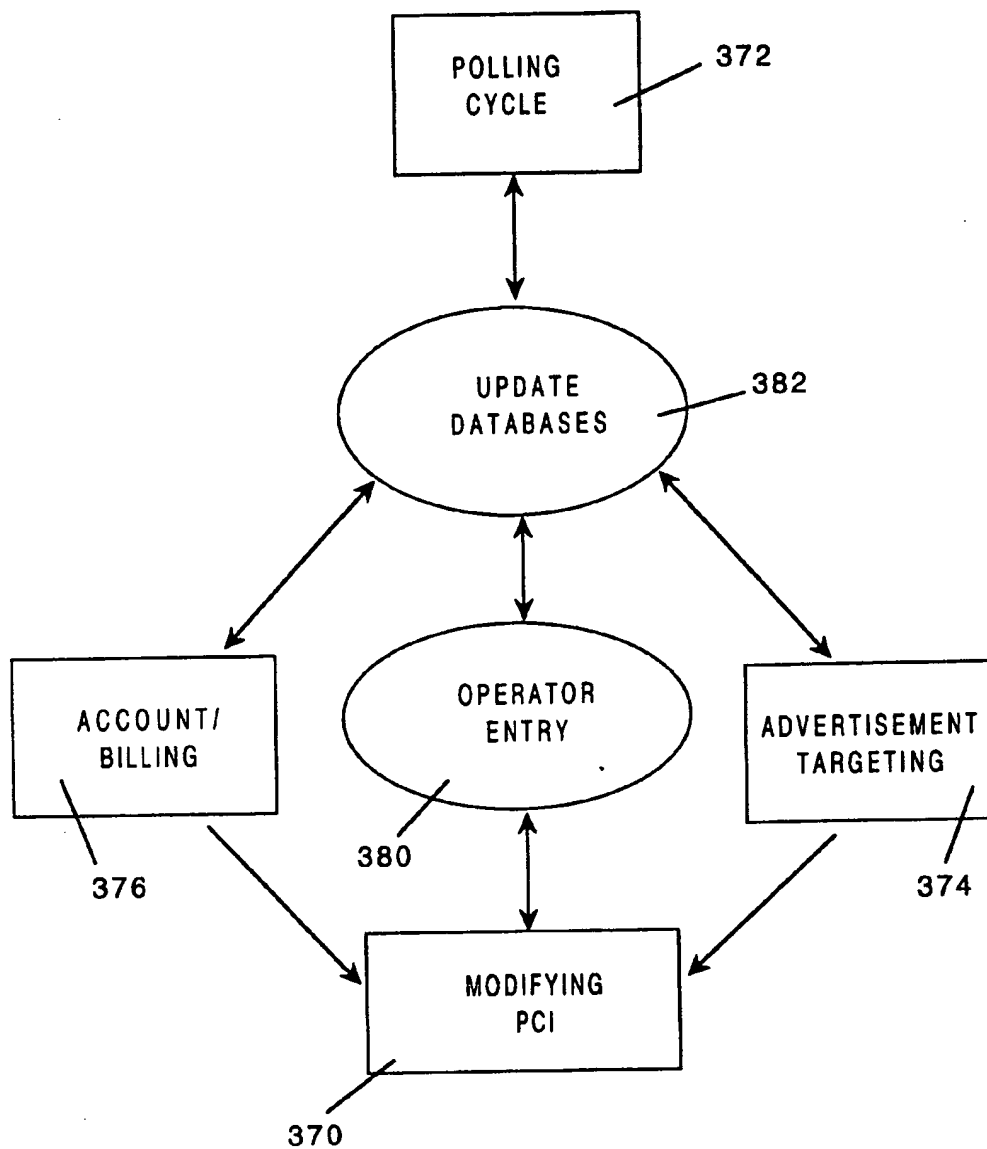 POLLING
CYCLE
372
UPDATE
DATABASES
382
ACCOUNT/
BILLING
376
OPERATOR
ENTRY
380
ADVERTISEMENT
TARGETING
374
MODIFYING
PCI
370